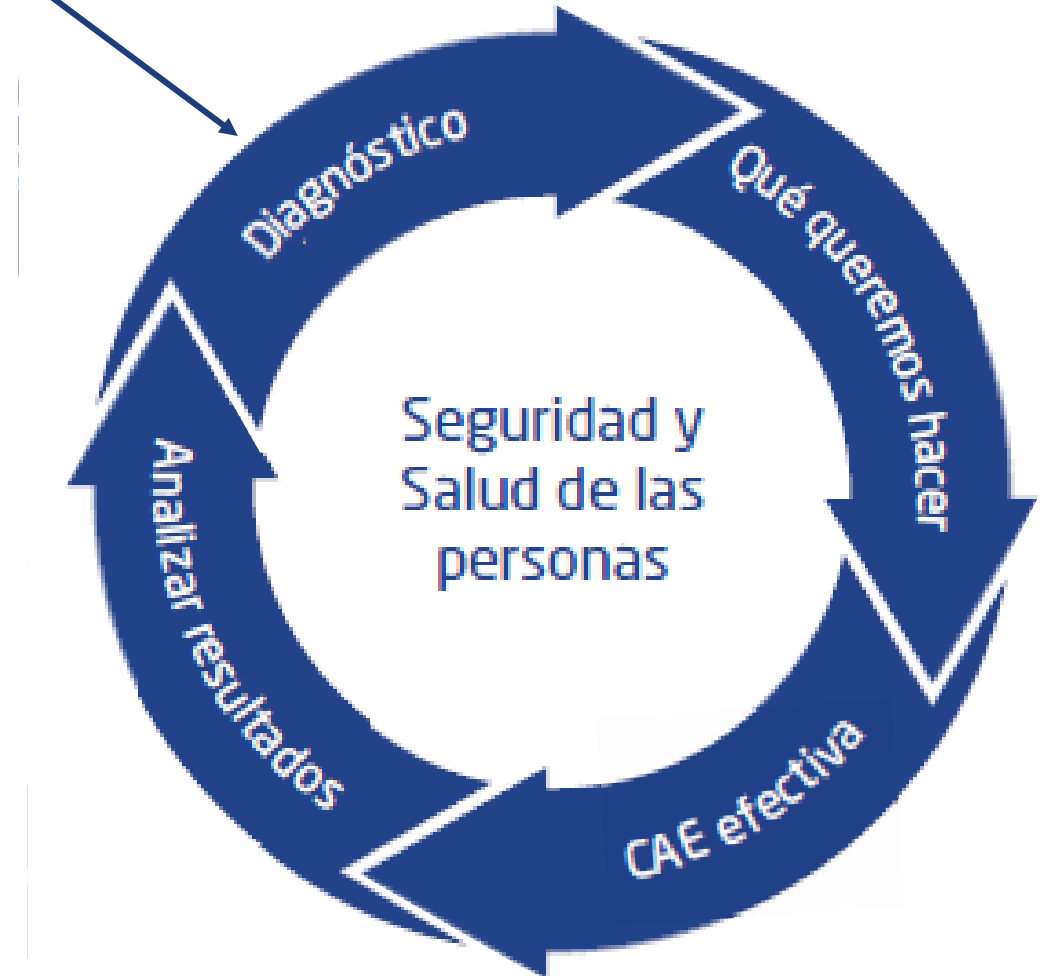 Diagnóstico
Qué queremos hacer
CAE efectiva
Analizar resultados
Seguridad y
Salud de las
personas